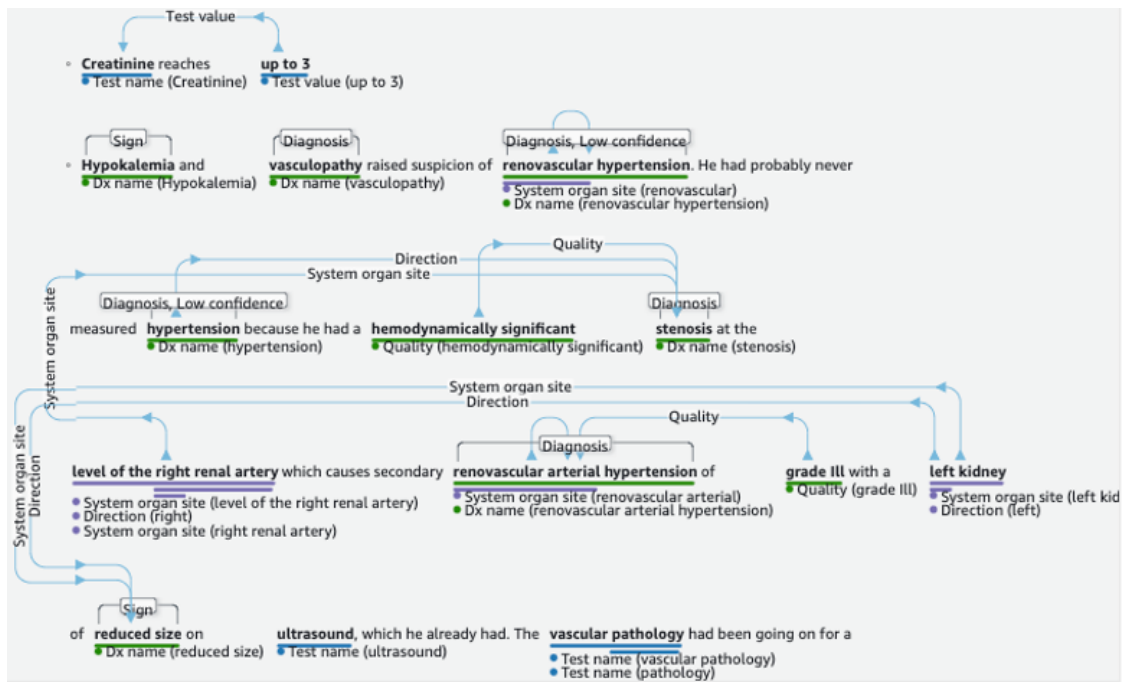 Test value
Creatinine reaches up to 3
Test name (Creatinine) Test value (up to 3)
Sign Diagnosis Diagnosis, Low confidence
Hypokalemia and vasculopathy raised suspicion of renovascular hypertension. He had probably never
Dx name (Hypokalemia) Dx name (vasculopathy) System organ site (renovascular)
Dx name (renovascular hypertension)
Quality
Direction
System organ site
System organ site
Diagnosis, Low confidence Diagnosis
measured hypertension because he had a hemodynamically significant stenosis at the
Dx name (hypertension) Quality (hemodynamically significant) Dx name (stenosis)
System organ site
Direction
Quality
System organ site
Direction
Diagnosis
level of the right renal artery which causes secondary renovascular arterial hypertension of grade Ill with a left kidney
System organ site (level of the right renal artery) System organ site (renovascular arterial) Quality (grade Ill) System organ site (left kid
Direction (right) Dx name (renovascular arterial hypertension) Direction (left)
System organ site (right renal artery)
Sign
of reduced size on ultrasound, which he already had. The vascular pathology had been going on for a
Dx name (reduced size) Test name (ultrasound) Test name (vascular pathology)
Test name (pathology)